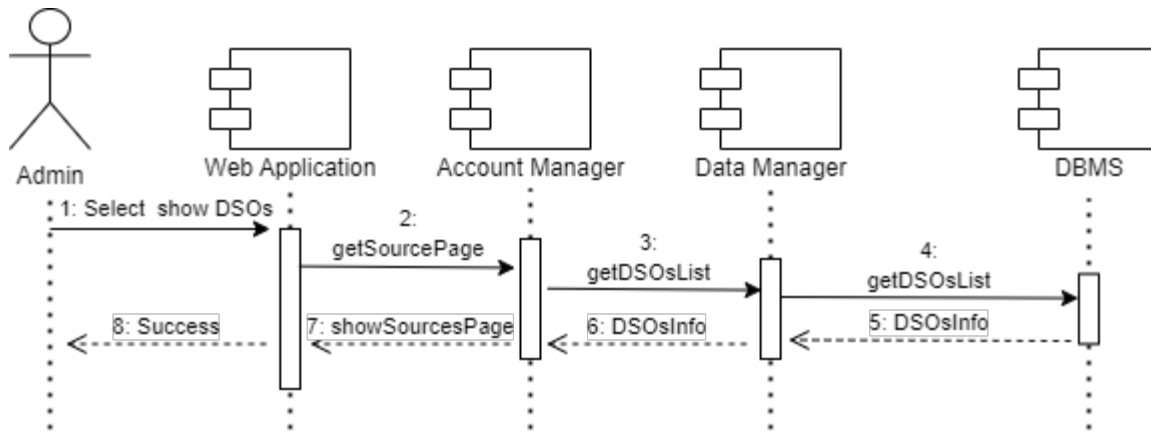 Admin
Web Application
Account Manager
Data Manager
DBMS
1: Select show DSOs
2:
getSourcePage
3:
getDSOsList
4:
getDSOsList
8: Success
7: showSourcesPage
6: DSOsInfo
5: DSOsInfo